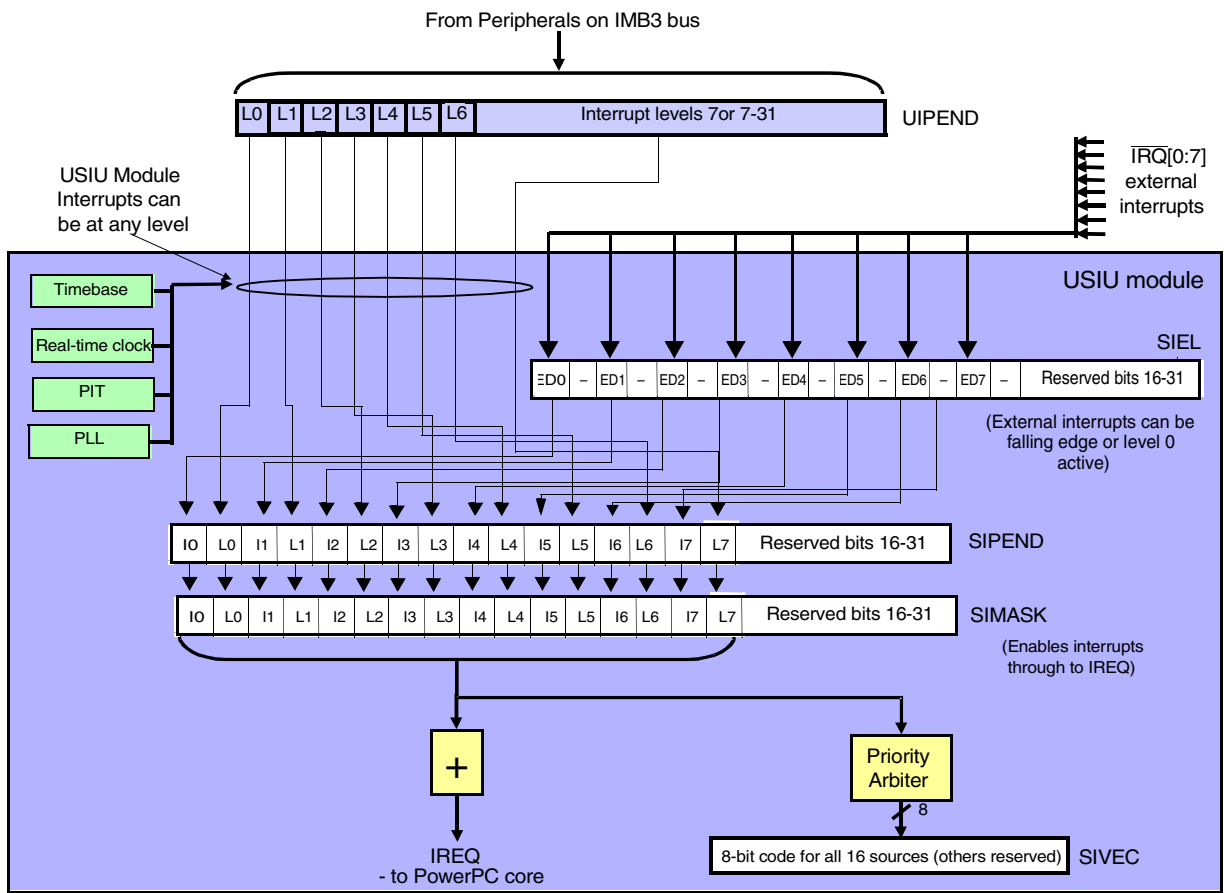 From Peripherals on IMB3 bus
L0 L1 L2 L3 L4 L5 L6 Interrupt levels 7or 7-31
UIPEND
IRQ[0:7]
external
interrupts
USIU Module
Interrupts can
be at any level
USIU module
Timebase
Real-time clock
PIT
PLL
SIEL
ED0 – ED1 – ED2 – ED3 – ED4 – ED5 – ED6 – ED7 – Reserved bits 16-31
(External interrupts can be
falling edge or level 0
active)
I0 L0 I1 L1 I2 L2 I3 L3 I4 L4 I5 L5 I6 L6 I7 L7 Reserved bits 16-31
SIPEND
I0 L0 I1 L1 I2 L2 I3 L3 I4 L4 I5 L5 I6 L6 I7 L7 Reserved bits 16-31
SIMASK
(Enables interrupts
through to IREQ)
+
Priority
Arbiter
8
IREQ
- to PowerPC core
8-bit code for all 16 sources (others reserved)
SIVEC